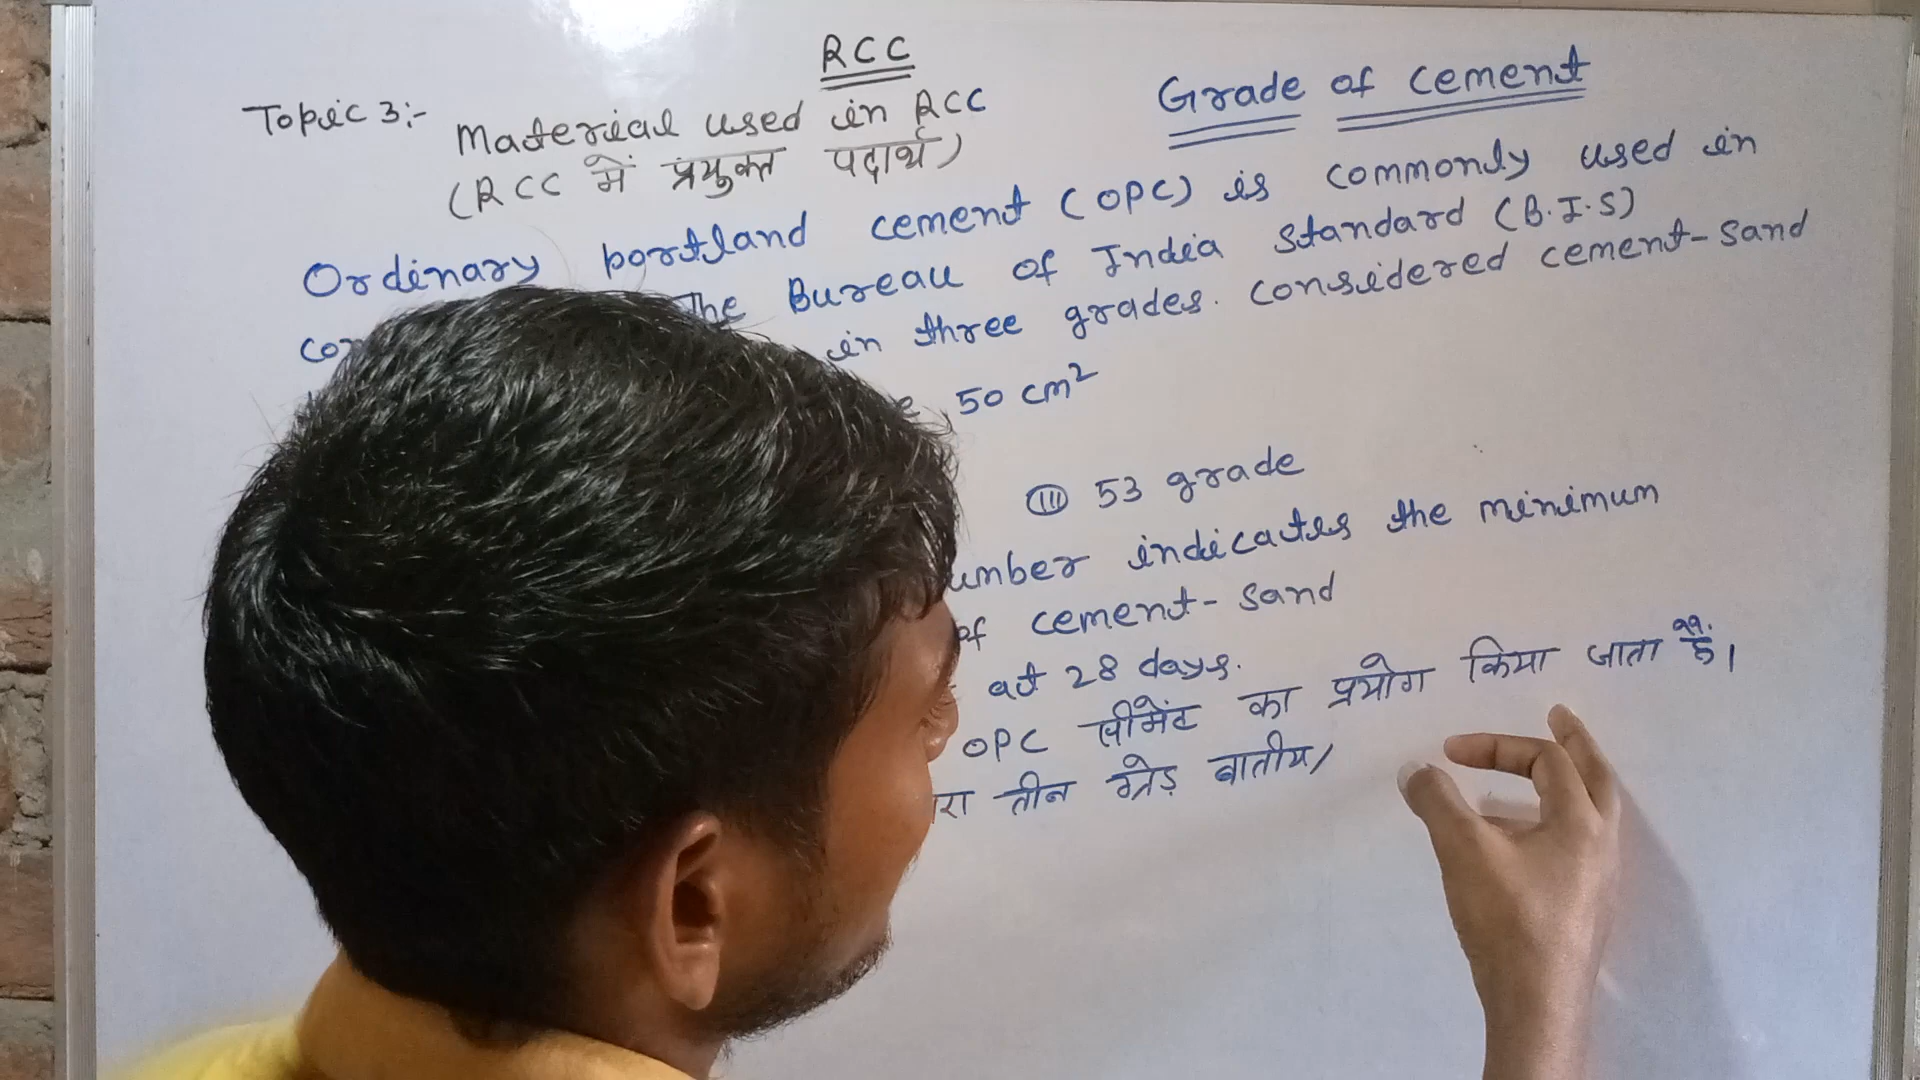 RCC
Topic 3:- Material used in RCC
(RCC में प्रयुक्त पदार्थ)
Grade of cement
Ordinary portland cement (OPC) is commonly used in
The Bureau of India Standard (B.I.S)
in three grades. considered cement-sand
50 cm²
(III) 53 grade
indicates the minimum
of cement-sand
at 28 days.
OPC सीमेंट का प्रयोग किया जाता है।
तीन ग्रेड